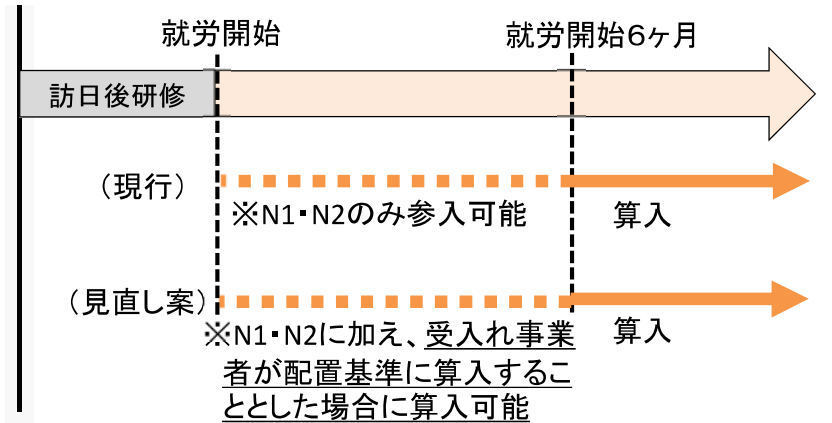 就労開始
就労開始6ヶ月
訪日後研修
（現行）
※N1・N2のみ参入可能
算入
（見直し案）
※N1・N2に加え、受入れ事業
者が配置基準に算入するこ
ととした場合に算入可能
算入